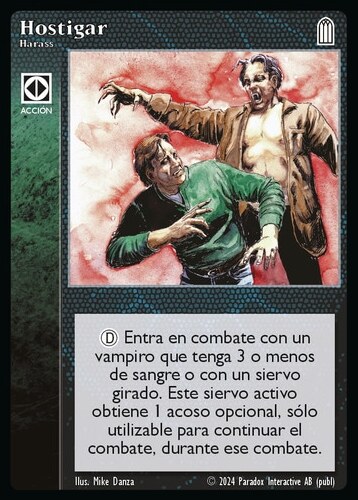 Hostigar
Harass
ACCIÓN
Ⓓ Entra en combate con un
vampiro que tenga 3 o menos
de sangre o con un siervo
girado. Este siervo activo
obtiene 1 acoso opcional, sólo
utilizable para continuar el
combate, durante ese combate.
Ilus. Mike Danza
© 2024 Paradox Interactive AB (publ)